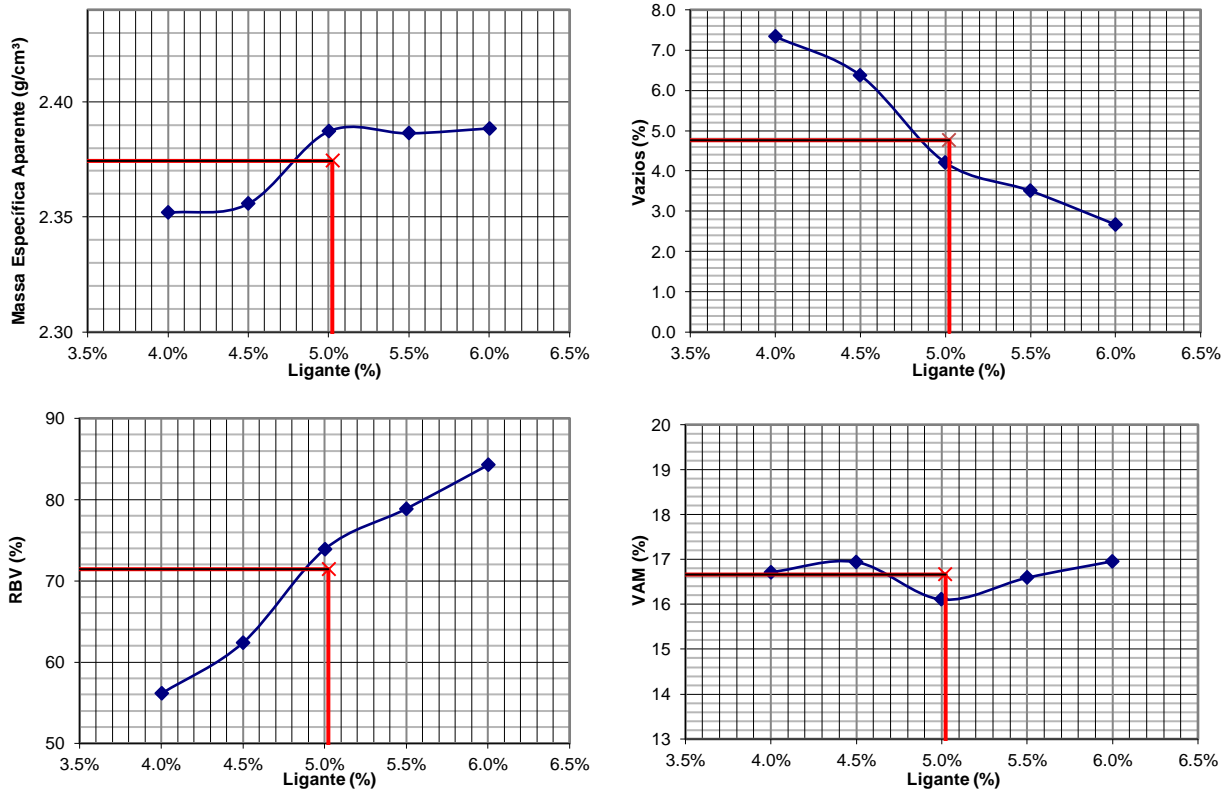 Massa Específica Aparente (g/cm³)
2.40
2.35
2.30
3.5% 4.0% 4.5% 5.0% 5.5% 6.0% 6.5%
Ligante (%)
Vazios (%)
8.0
7.0
6.0
5.0
4.0
3.0
2.0
1.0
0.0
3.5% 4.0% 4.5% 5.0% 5.5% 6.0% 6.5%
Ligante (%)
RBV (%)
90
80
70
60
50
3.5% 4.0% 4.5% 5.0% 5.5% 6.0% 6.5%
Ligante (%)
VAM (%)
20
19
18
17
16
15
14
13
3.5% 4.0% 4.5% 5.0% 5.5% 6.0% 6.5%
Ligante (%)